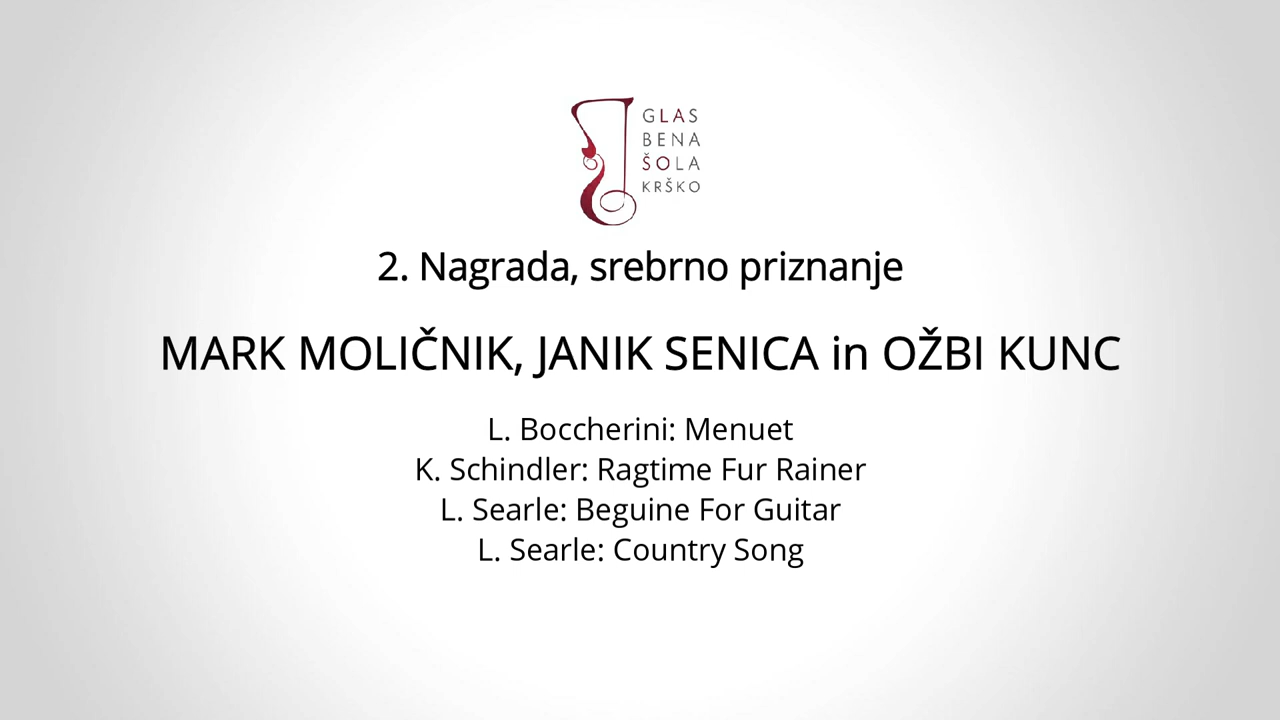 GLAS
BENA
ŠOLA
KRŠKO
2. Nagrada, srebrno priznanje
MARK MOLIČNIK, JANIK SENICA in OŽBI KUNC
L. Boccherini: Menuet
K. Schindler: Ragtime Fur Rainer
L. Searle: Beguine For Guitar
L. Searle: Country Song